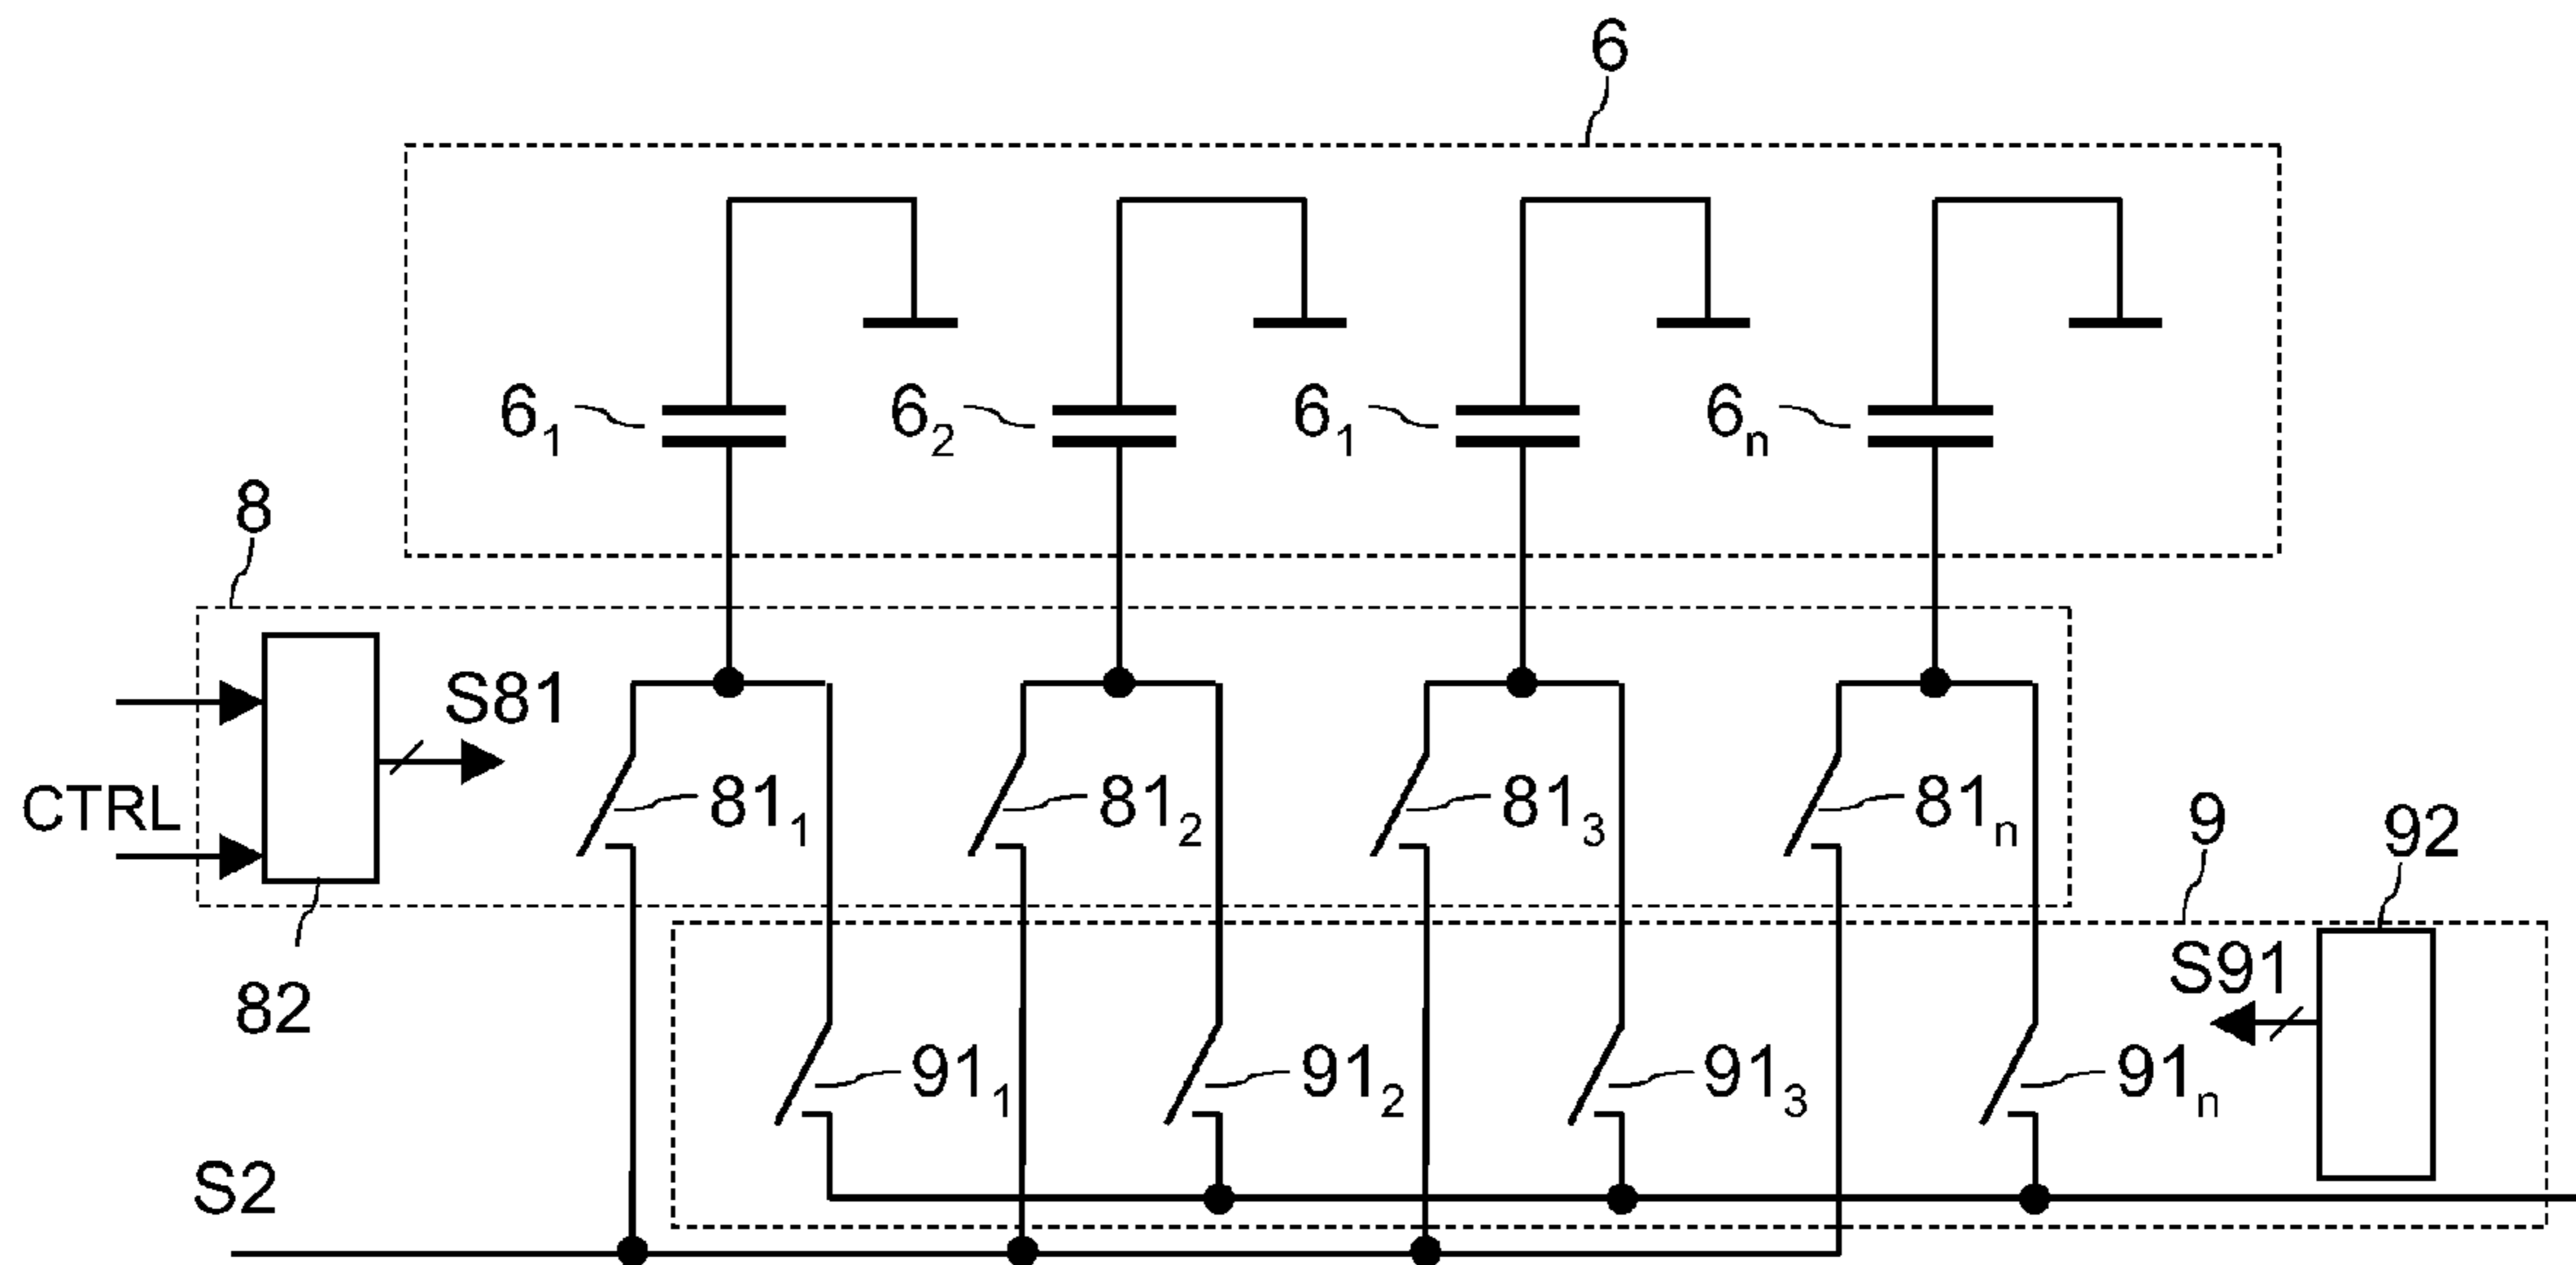 6
6₁ 6₂ 6₁ 6ₙ
8
S81
CTRL
81₁ 81₂ 81₃ 81ₙ
9 92
S91
82
91₁ 91₂ 91₃ 91ₙ
S2